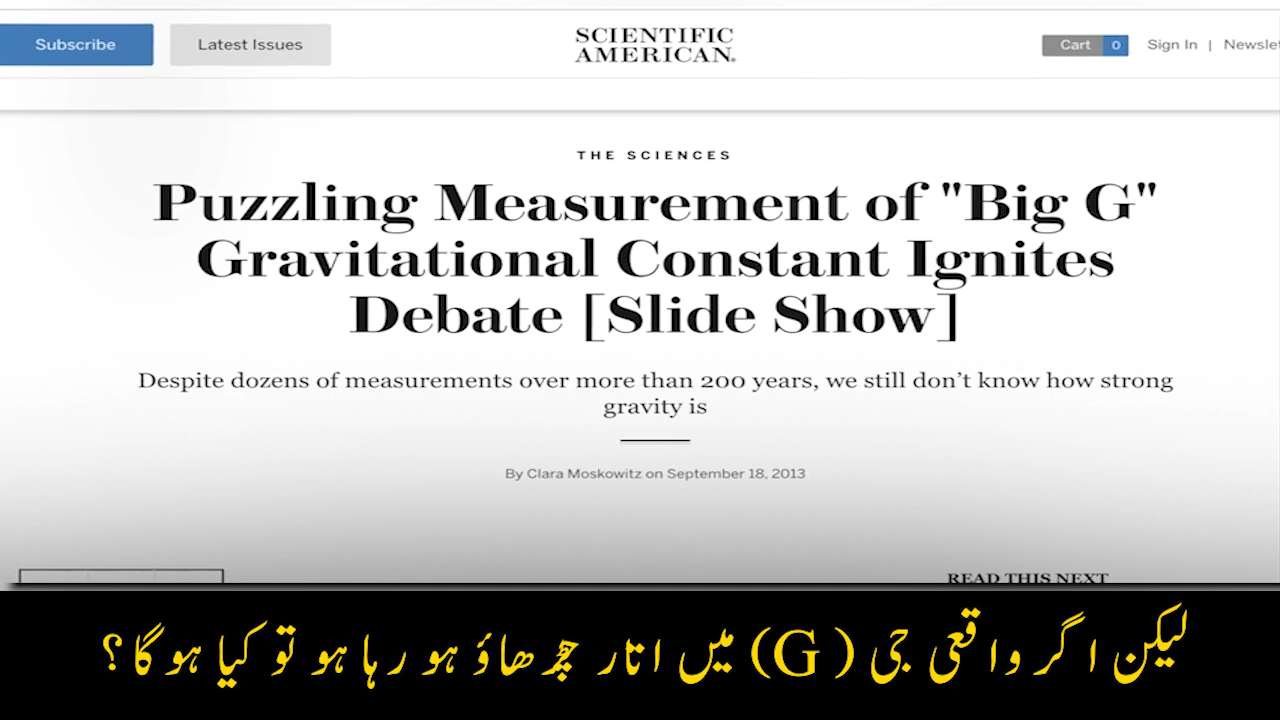 Subscribe
Latest Issues
SCIENTIFIC
AMERICAN®
Cart 0
Sign In | Newslet
THE SCIENCES
Puzzling Measurement of "Big G"
Gravitational Constant Ignites
Debate [Slide Show]
Despite dozens of measurements over more than 200 years, we still don’t know how strong
gravity is
By Clara Moskowitz on September 18, 2013
READ THIS NEXT
لیکن اگر واقعی جی (G) میں اتار چڑھاؤ ہو رہا ہو تو کیا ہو گا؟